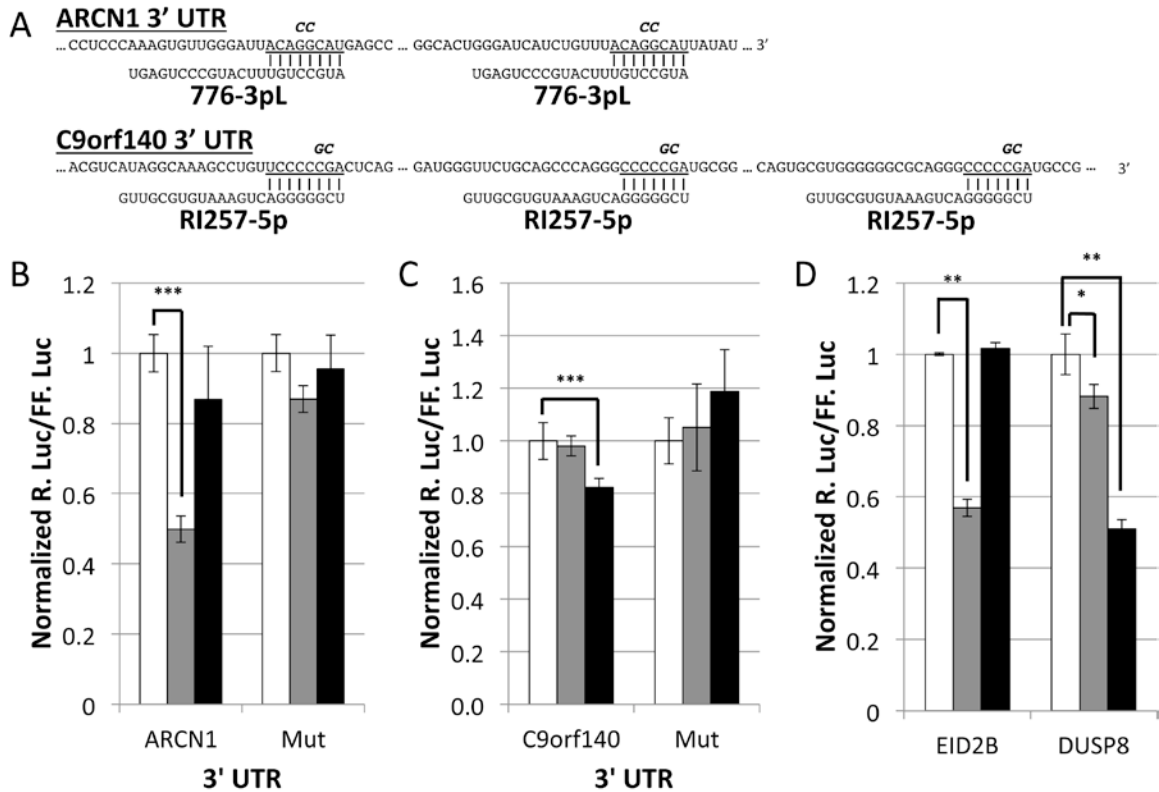 A
ARCN1 3' UTR
CC CC
...CCUCCCAAAGUGUUGGGAUUACAGGCAUGAGCC ... GGCACUGGGAUCAUCUGUUUACAGGCAUUAUAU ... 3'
UGAGUCCCGUACUUUGUCCGUA UGAGUCCCGUACUUUGUCCGUA
776-3pL 776-3pL
C9orf140 3' UTR
GC GC GC
... ACGUCAUAGGCAAAGCCUGUUCCCCCGACUCAG ... GAUGGGUUCUGCAGCCCAGGGCCCCCGAUGCGG ... CAGUGCGUGGGGGGCGCAGGGCCCCCGAUGCCG ... 3'
GUUGCGUGUAAAGUCAGGGGGCU GUUGCGUGUAAAGUCAGGGGGCU GUUGCGUGUAAAGUCAGGGGGCU
RI257-5p RI257-5p RI257-5p
B
Normalized R. Luc/FF. Luc
1.2
1
0.8
0.6
0.4
0.2
0
***
ARCN1 Mut
3' UTR
C
Normalized R. Luc/FF. Luc
1.6
1.4
1.2
1.0
0.8
0.6
0.4
0.2
0.0
***
C9orf140 Mut
3' UTR
D
Normalized R. Luc/FF. Luc
1.2
1
0.8
0.6
0.4
0.2
0
**
**
*
EID2B DUSP8